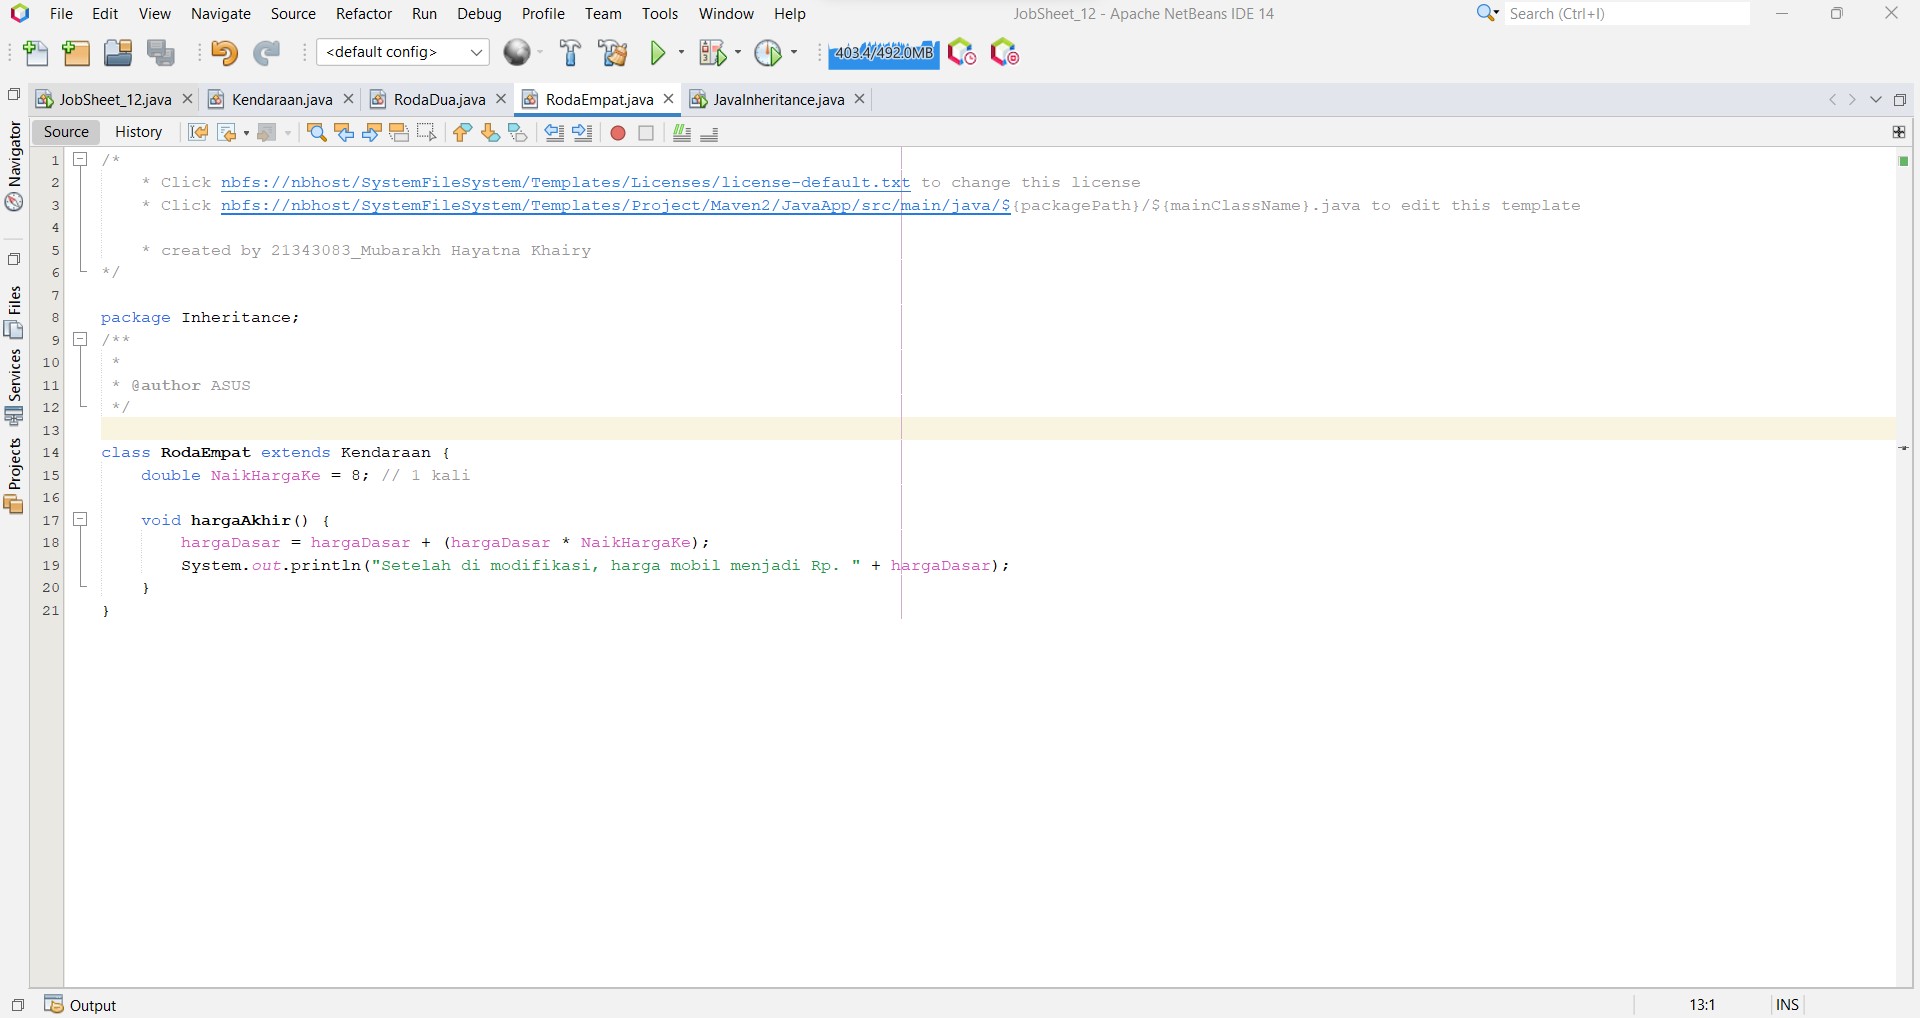 File Edit View Navigate Source Refactor Run Debug Profile Team Tools Window Help
JobSheet_12 - Apache NetBeans IDE 14
Search (Ctrl+I)
<default config>
403.4/492.0MB
JobSheet_12.java
Kendaraan.java
RodaDua.java
RodaEmpat.java
JavaInheritance.java
Source History
Navigator
Files
Services
Projects
1 /*
2 * Click nbfs://nbhost/SystemFileSystem/Templates/Licenses/license-default.txt to change this license
3 * Click nbfs://nbhost/SystemFileSystem/Templates/Project/Maven2/JavaApp/src/main/java/${packagePath}/${mainClassName}.java to edit this template
4
5 * created by 21343083_Mubarakh Hayatna Khairy
6 */
7
8 package Inheritance;
9 /**
10 *
11 * @author ASUS
12 */
13
14 class RodaEmpat extends Kendaraan {
15 double NaikHargaKe = 8; // 1 kali
16
17 void hargaAkhir() {
18 hargaDasar = hargaDasar + (hargaDasar * NaikHargaKe);
19 System.out.println("Setelah di modifikasi, harga mobil menjadi Rp. " + hargaDasar);
20 }
21 }
Output
13:1
INS